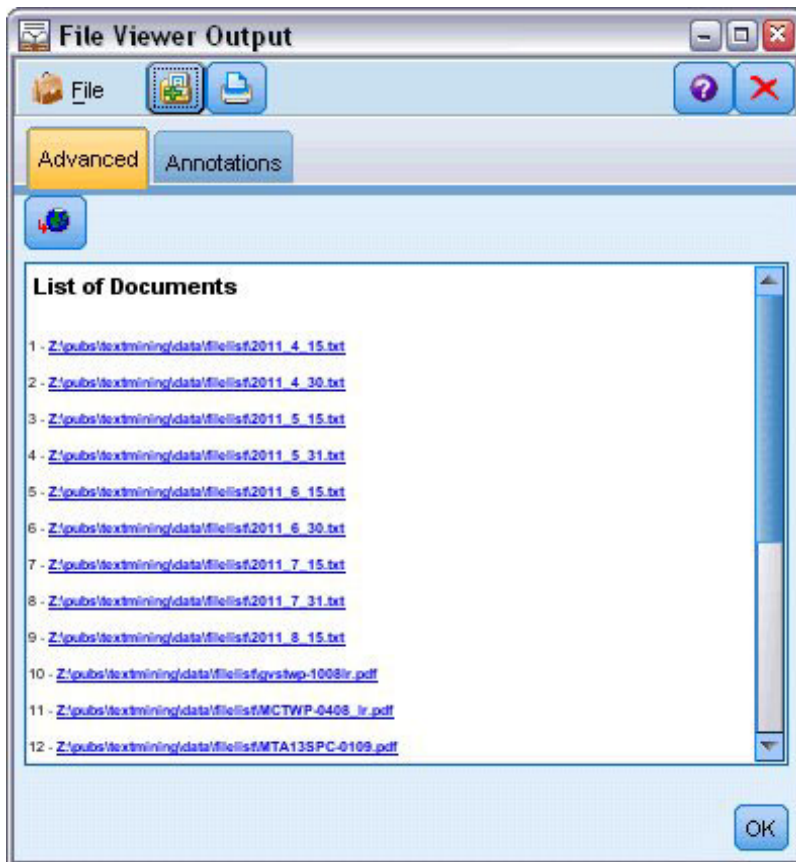 File Viewer Output
File
Advanced Annotations
List of Documents
1 - Z:\pubs\textmining\data\filelist\2011_4_15.txt
2 - Z:\pubs\textmining\data\filelist\2011_4_30.txt
3 - Z:\pubs\textmining\data\filelist\2011_5_15.txt
4 - Z:\pubs\textmining\data\filelist\2011_5_31.txt
5 - Z:\pubs\textmining\data\filelist\2011_6_15.txt
6 - Z:\pubs\textmining\data\filelist\2011_6_30.txt
7 - Z:\pubs\textmining\data\filelist\2011_7_15.txt
8 - Z:\pubs\textmining\data\filelist\2011_7_31.txt
9 - Z:\pubs\textmining\data\filelist\2011_8_15.txt
10 - Z:\pubs\textmining\data\filelist\gvstwp-1008lr.pdf
11 - Z:\pubs\textmining\data\filelist\MCTWP-0408_lr.pdf
12 - Z:\pubs\textmining\data\filelist\MTA13SPC-0109.pdf
OK